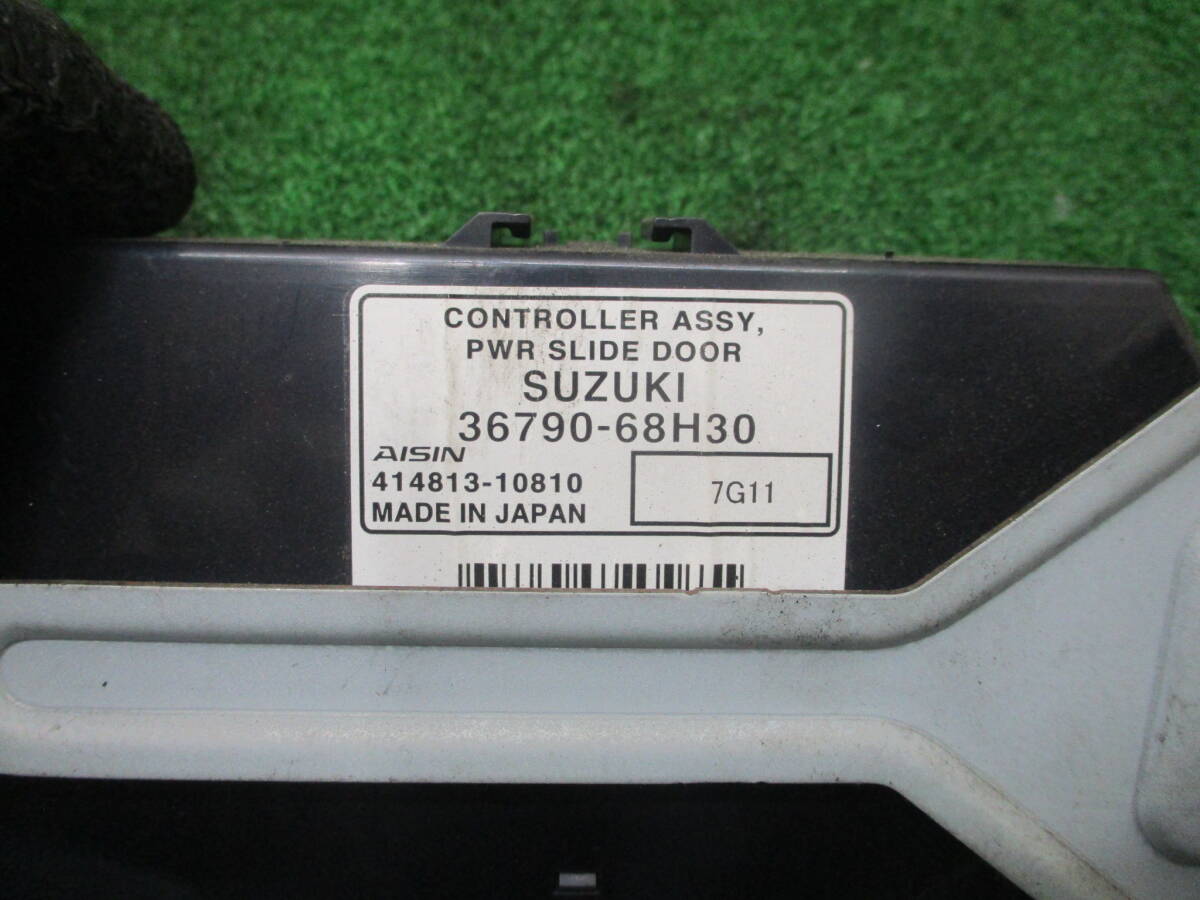 CONTROLLER ASSY,
PWR SLIDE DOOR
SUZUKI
36790-68H30
AISIN
414813-10810
7G11
MADE IN JAPAN